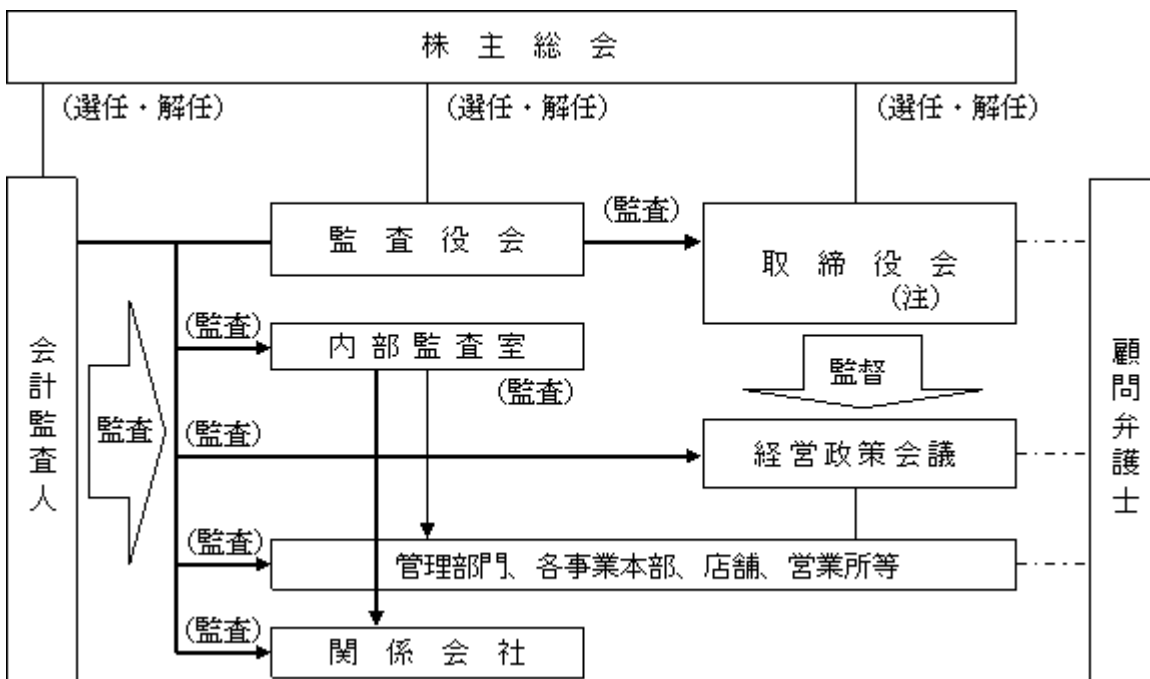 株主総会
(選任・解任)
(選任・解任)
(選任・解任)
会計監査人
監査役会
(監査)
取締役会
(注)
顧問弁護士
(監査)
内部監査室
(監査)
監督
監査
(監査)
経営政策会議
(監査)
管理部門、各事業本部、店舗、営業所等
(監査)
関係会社